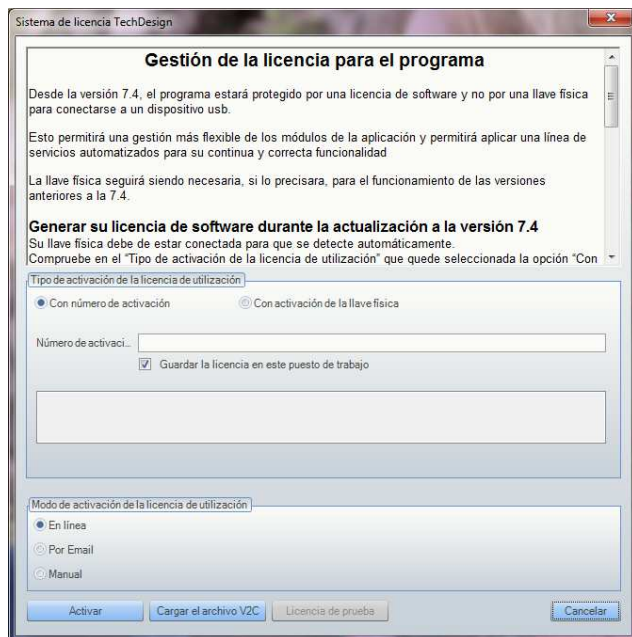 Sistema de licencia TechDesign
Gestión de la licencia para el programa
Desde la versión 7.4, el programa estará protegido por una licencia de software y no por una llave física
para conectarse a un dispositivo usb.
Esto permitirá una gestión más flexible de los módulos de la aplicación y permitirá aplicar una línea de
servicios automatizados para su continua y correcta funcionalidad
La llave física seguirá siendo necesaria, si lo precisara, para el funcionamiento de las versiones
anteriores a la 7.4.
Generar su licencia de software durante la actualización a la versión 7.4
Su llave física debe de estar conectada para que se detecte automáticamente.
Compruebe en el "Tipo de activación de la licencia de utilización" que quede seleccionada la opción "Con
Tipo de activación de la licencia de utilización
Con número de activación
Con activación de la llave física
Número de activaci...
Guardar la licencia en este puesto de trabajo
Modo de activación de la licencia de utilización
En línea
Por Email
Manual
Activar
Cargar el archivo V2C
Licencia de prueba
Cancelar